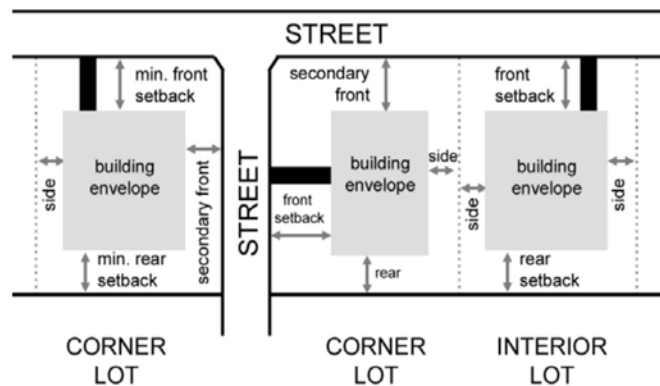 STREET
min. front
setback
side
building
envelope
secondary front
min. rear
setback
STREET
secondary
front
building
envelope
side
front
setback
rear
front
setback
side
building
envelope
side
rear
setback
CORNER
LOT
CORNER
LOT
INTERIOR
LOT